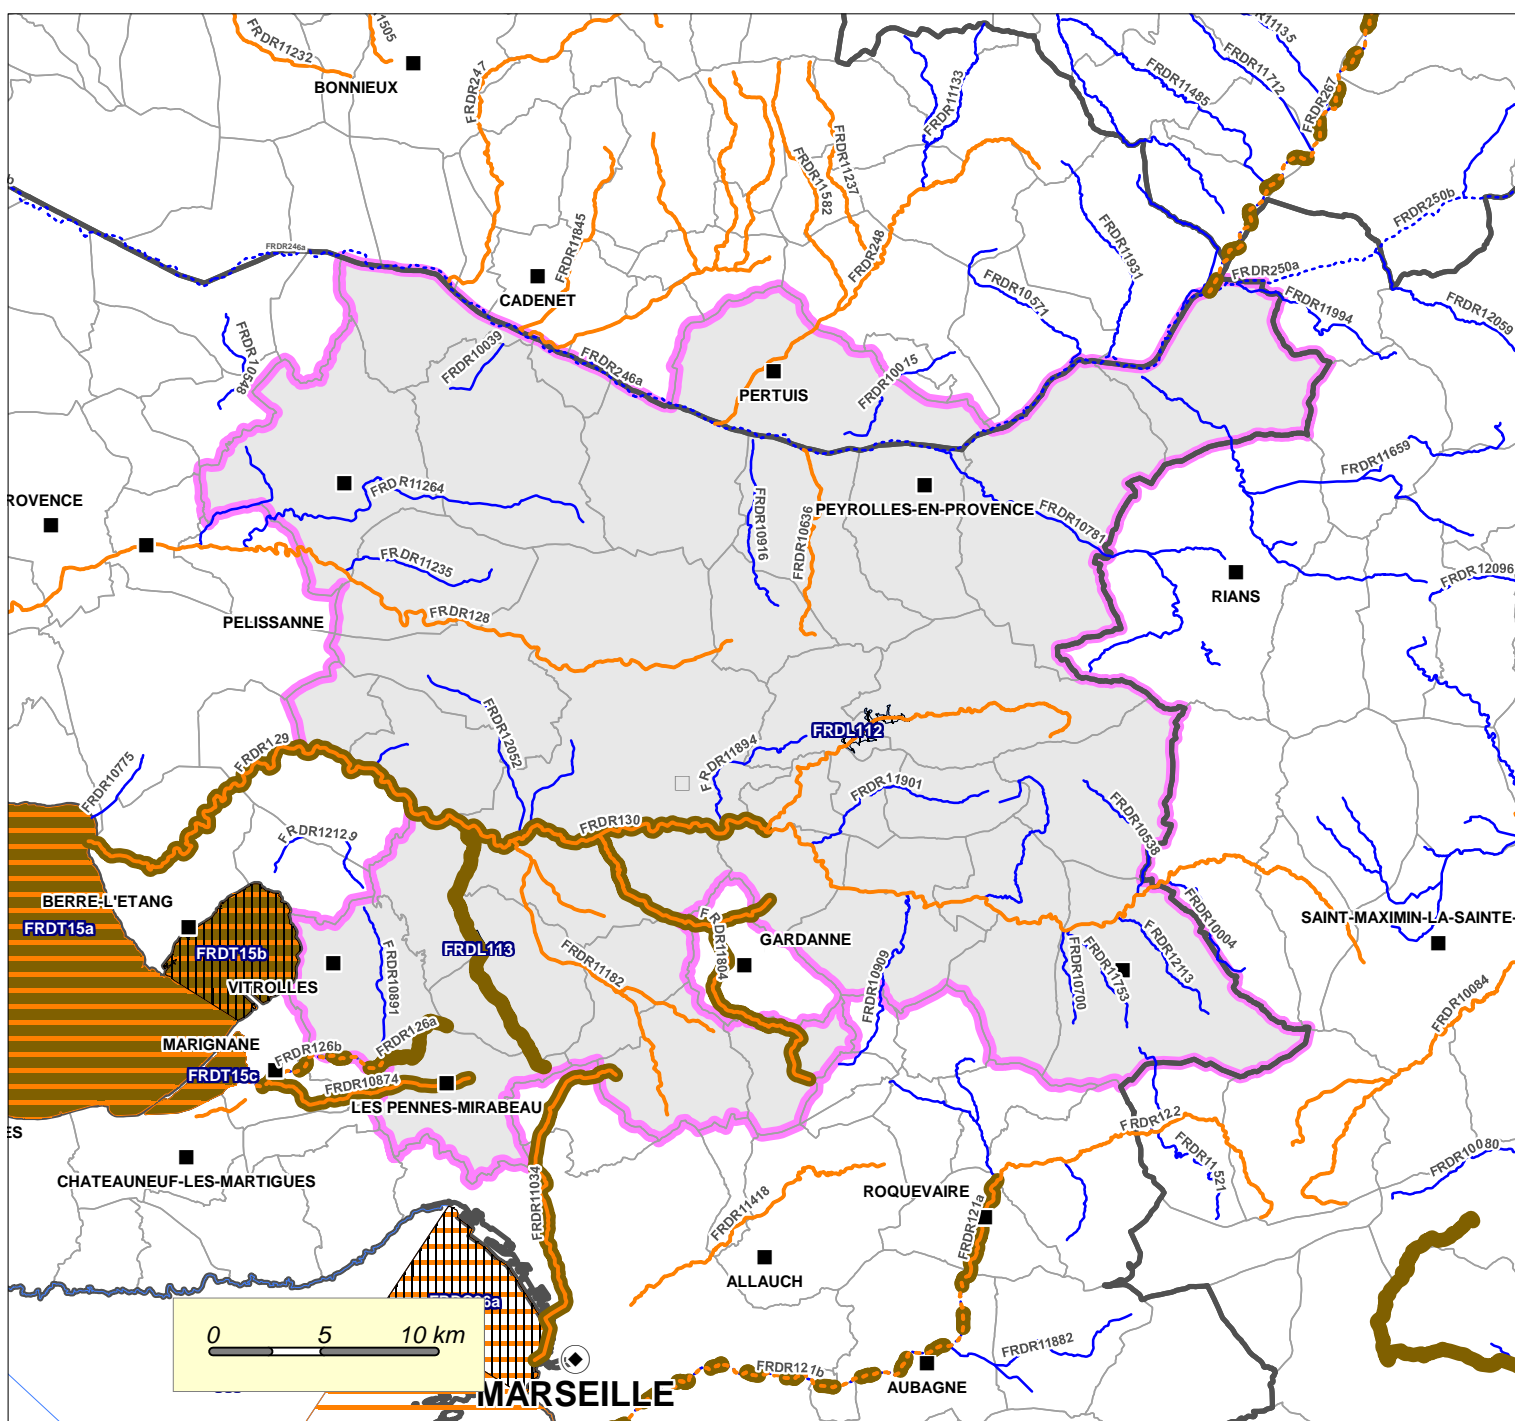 FRDR11232
11505
BONNIEUX
FRDR247
FRDR11133
FRDR11135
FRDR11712
FRDR11485
FRDR267
FRDR11237
FRDR11582
FRDR11845
FRDR248
FRDR11931
FRDR250b
b
FRDR246a
CADENET
FRDR250a
FRDR10571
FRDR11994
FRDR12059
FRDR10548
FRDR10039
FRDR246a
PERTUIS
FRDR10015
FRDR11659
FRDR11264
ROVENCE
PEYROLLES-EN-PROVENCE
FRDR10916
FRDR10636
FRDR10781
FRDR11235
FRDR12096
RIANS
PELISSANNE
FRDR128
FRDR12052
FRDL112
FRDR129
FRDR10775
FRDR11894
FRDR11901
FRDR130
FRDR12129
FRDR10538
BERRE-L'ETANG
FRDT15a
FRDT15b
SAINT-MAXIMIN-LA-SAINTE-
FRDR10004
FRDL113
FRDR11804
GARDANNE
FRDR11182
FRDR10891
VITROLLES
FRDR10909
FRDR10700
FRDR11753
FRDR12113
FRDR10084
MARIGNANE
FRDR126b
FRDR126a
FRDT15c
FRDR10874
LES PENNES-MIRABEAU
ES
FRDR122
FRDR11521
FRDR10080
CHATEAUNEUF-LES-MARTIGUES
FRDR11034
FRDR11418
ROQUEVAIRE
FRDR121a
ALLAUCH
0 5 10 km
FRDR11882
FRDR121b
AUBAGNE
MARSEILLE